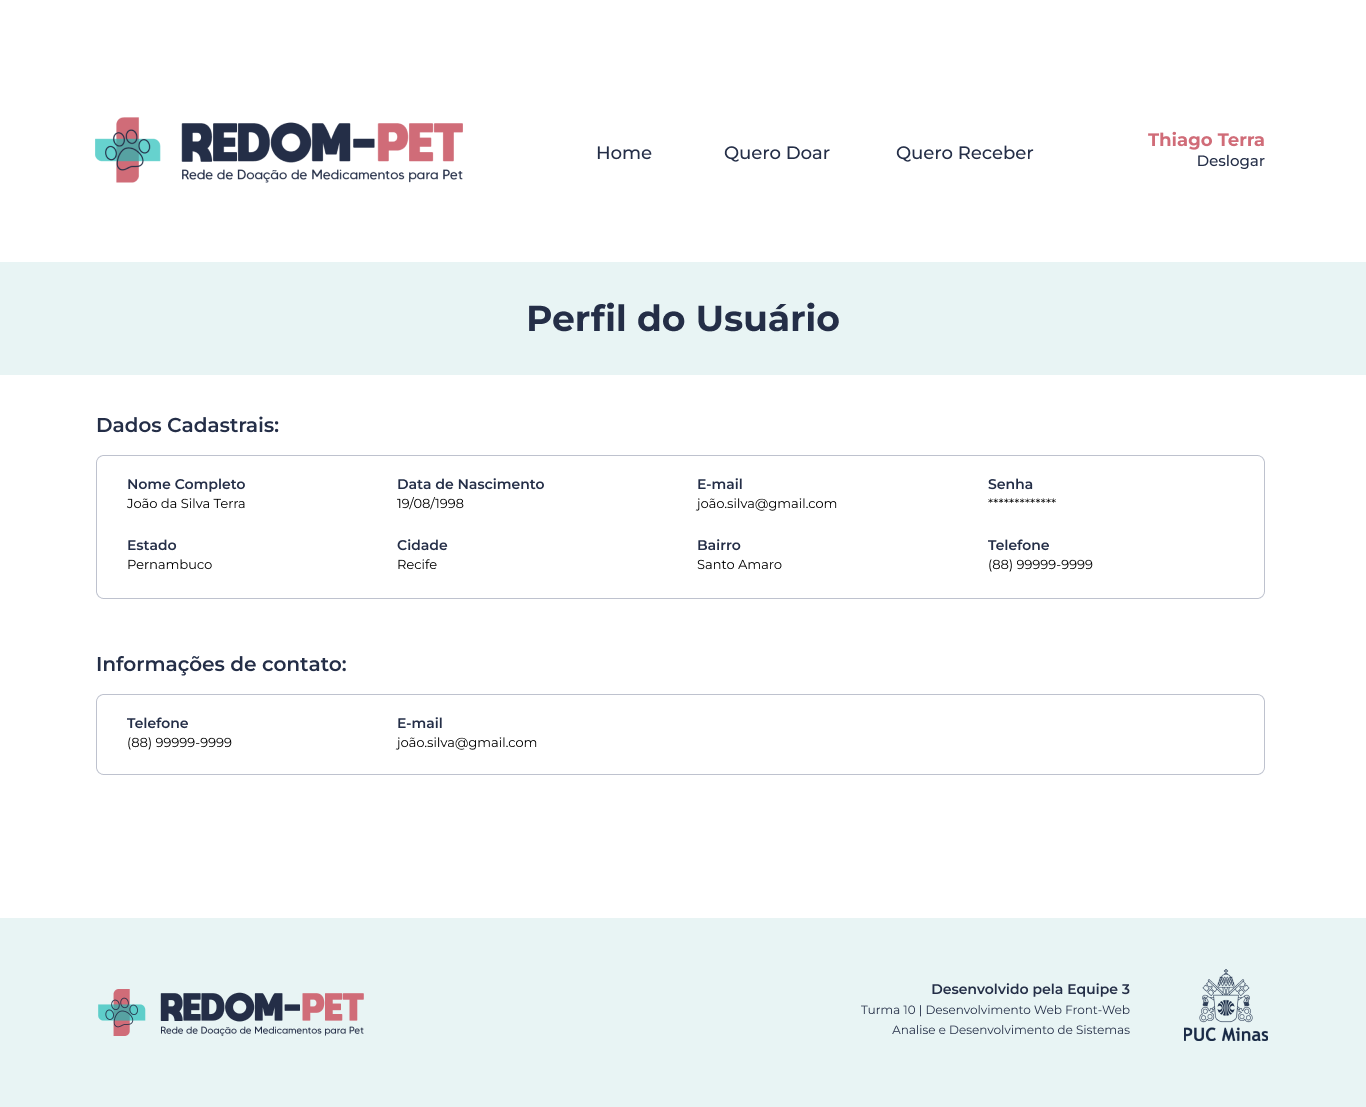 REDOM-PET
Rede de Doação de Medicamentos para Pet
Home Quero Doar Quero Receber
Thiago Terra
Deslogar
Perfil do Usuário
Dados Cadastrais:
Nome Completo Data de Nascimento E-mail Senha
João da Silva Terra 19/08/1998 joão.silva@gmail.com *************
Estado Cidade Bairro Telefone
Pernambuco Recife Santo Amaro (88) 99999-9999
Informações de contato:
Telefone E-mail
(88) 99999-9999 joão.silva@gmail.com
REDOM-PET
Rede de Doação de Medicamentos para Pet
Desenvolvido pela Equipe 3
Turma 10 | Desenvolvimento Web Front-Web
Analise e Desenvolvimento de Sistemas
PUC Minas